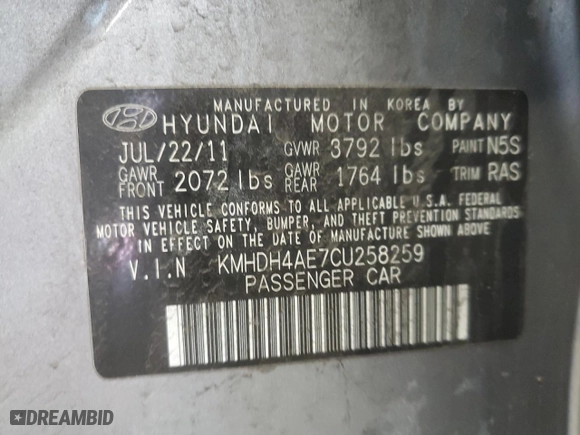 MANUFACTURED IN KOREA BY
HYUNDAI MOTOR COMPANY
JUL/22/11 GVWR 3792 lbs PAINT N5S
GAWR FRONT 2072 lbs GAWR REAR 1764 lbs TRIM RAS
THIS VEHICLE CONFORMS TO ALL APPLICABLE U.S.A. FEDERAL
MOTOR VEHICLE SAFETY, BUMPER, AND THEFT PREVENTION STANDARDS
IN EFFECT ON THE DATE OF MANUFACTURE SHOWN ABOVE.
V.I.N KMHDH4AE7CU258259
PASSENGER CAR
DREAMBID